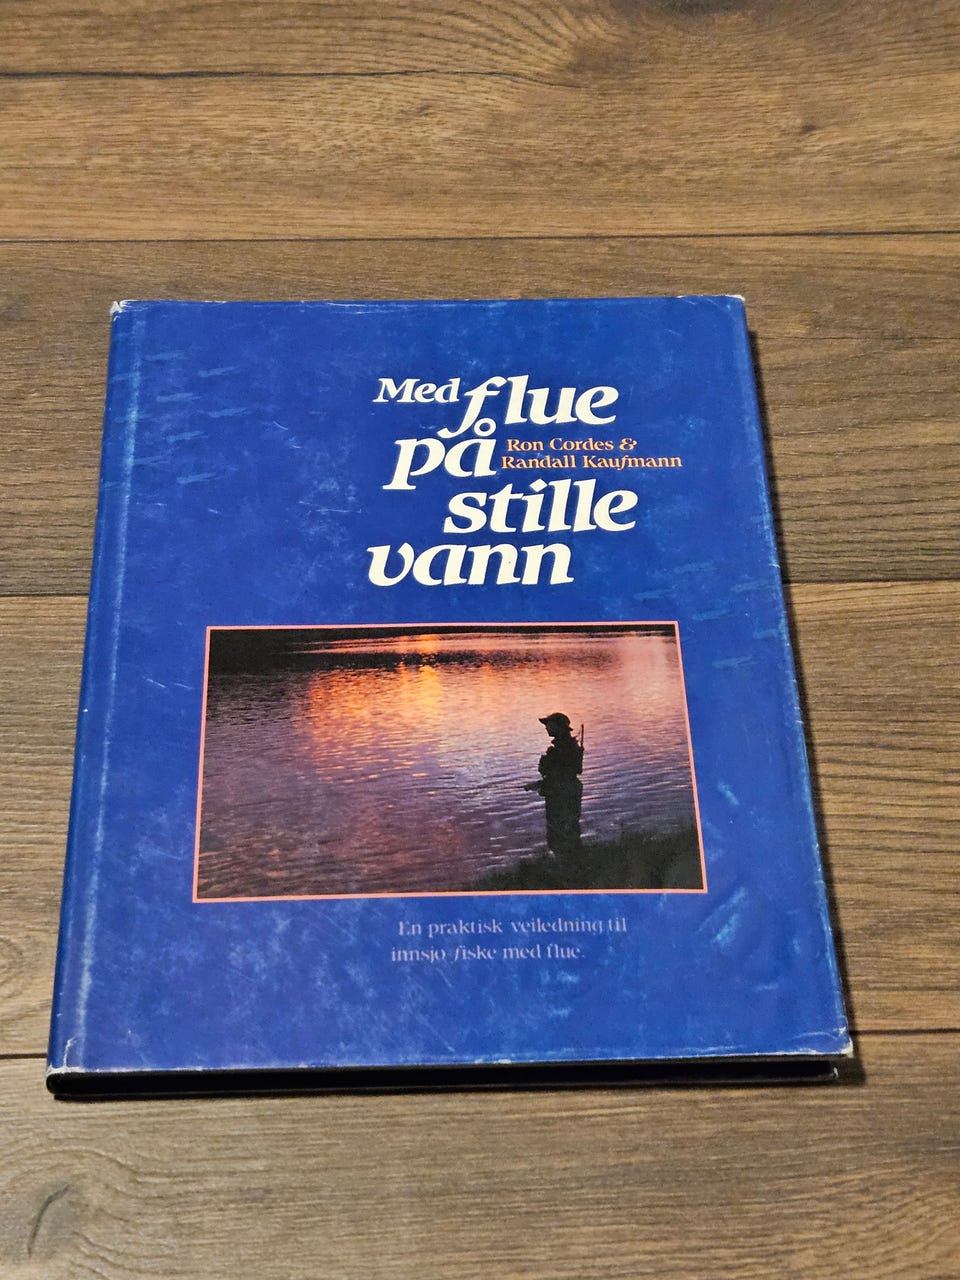 Med flue
på
Ron Cordes &
Randall Kaufmann
stille
vann
En praktisk veiledning til
innsjø fiske med flue.